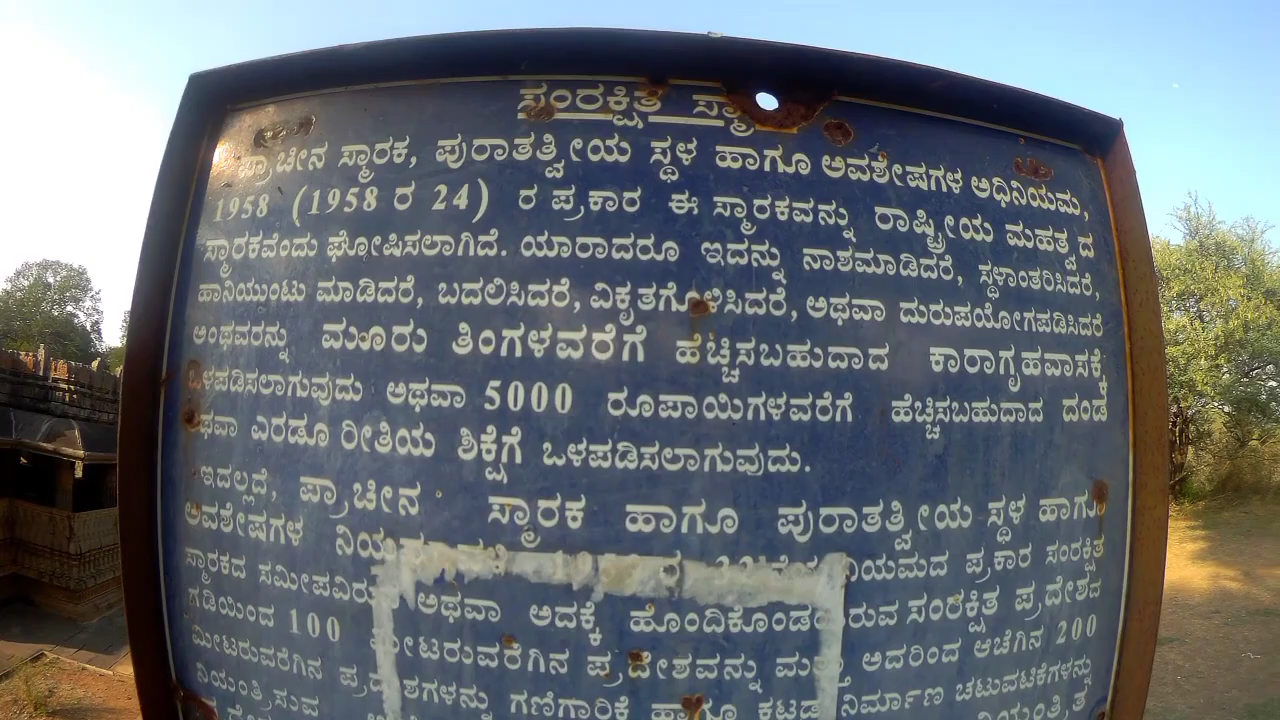 ಸಂರಕ್ಷಿತ
ಪ್ರಾಚೀನ ಸ್ಮಾರಕ, ಪುರಾತತ್ವೀಯ ಸ್ಥಳ ಹಾಗೂ ಅವಶೇಷಗಳ ಅಧಿನಿಯಮ,
1958 (1958 ರ 24) ರ ಪ್ರಕಾರ ಈ ಸ್ಮಾರಕವನ್ನು ರಾಷ್ಟ್ರೀಯ ಮಹತ್ವದ
ಸ್ಮಾರಕವೆಂದು ಘೋಷಿಸಲಾಗಿದೆ. ಯಾರಾದರೂ ಇದನ್ನು ನಾಶಮಾಡಿದರೆ, ಸ್ಥಳಾಂತರಿಸಿದರೆ,
ಹಾನಿಯುಂಟು ಮಾಡಿದರೆ, ಬದಲಿಸಿದರೆ, ವಿಕೃತಗೊಳಿಸಿದರೆ, ಅಥವಾ ದುರುಪಯೋಗಪಡಿಸಿದರೆ
ಅಂಥವರನ್ನು ಮೂರು ತಿಂಗಳವರೆಗೆ ಹೆಚ್ಚಿಸಬಹುದಾದ ಕಾರಾಗೃಹವಾಸಕ್ಕೆ
ಒಳಪಡಿಸಲಾಗುವುದು ಅಥವಾ 5000 ರೂಪಾಯಿಗಳವರೆಗೆ ಹೆಚ್ಚಿಸಬಹುದಾದ ದಂಡ
ಅಥವಾ ಎರಡೂ ರೀತಿಯ ಶಿಕ್ಷೆಗೆ ಒಳಪಡಿಸಲಾಗುವುದು.
ಇದಲ್ಲದೆ, ಪ್ರಾಚೀನ ಸ್ಮಾರಕ ಹಾಗೂ ಪುರಾತತ್ವೀಯ ಸ್ಥಳ ಹಾಗೂ
ಅವಶೇಷಗಳ ನಿಯಮದ ಪ್ರಕಾರ ಸಂರಕ್ಷಿತ
ಸ್ಮಾರಕದ ಸಮೀಪವಿರುವ ಅಥವಾ ಅದಕ್ಕೆ ಹೊಂದಿಕೊಂಡಿರುವ ಸಂರಕ್ಷಿತ ಪ್ರದೇಶದ
ಗಡಿಯಿಂದ 100 ಮೀಟರುವರೆಗಿನ ಪ್ರದೇಶವನ್ನು ಮತ್ತು ಅದರಿಂದ ಆಚೆಗಿನ 200
ಮೀಟರುವರೆಗಿನ ಪ್ರದೇಶಗಳನ್ನು ಗಣಿಗಾರಿಕೆ ಹಾಗೂ ಕಟ್ಟಡ ನಿರ್ಮಾಣ ಚಟುವಟಿಕೆಗಳನ್ನು
ನಿಯಂತ್ರಿಸುವ